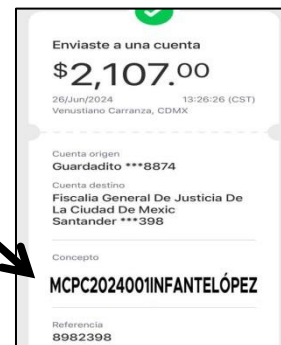 Enviaste a una cuenta
$2,107.00
26/Jun/2024 13:26:26 (CST)
Venustiano Carranza, CDMX
Cuenta origen
Guardadito ***8874
Cuenta destino
Fiscalia General De Justicia De
La Ciudad De Mexic
Santander ***398
Concepto
MCPC2024001INFANTELÓPEZ
Referencia
8982398